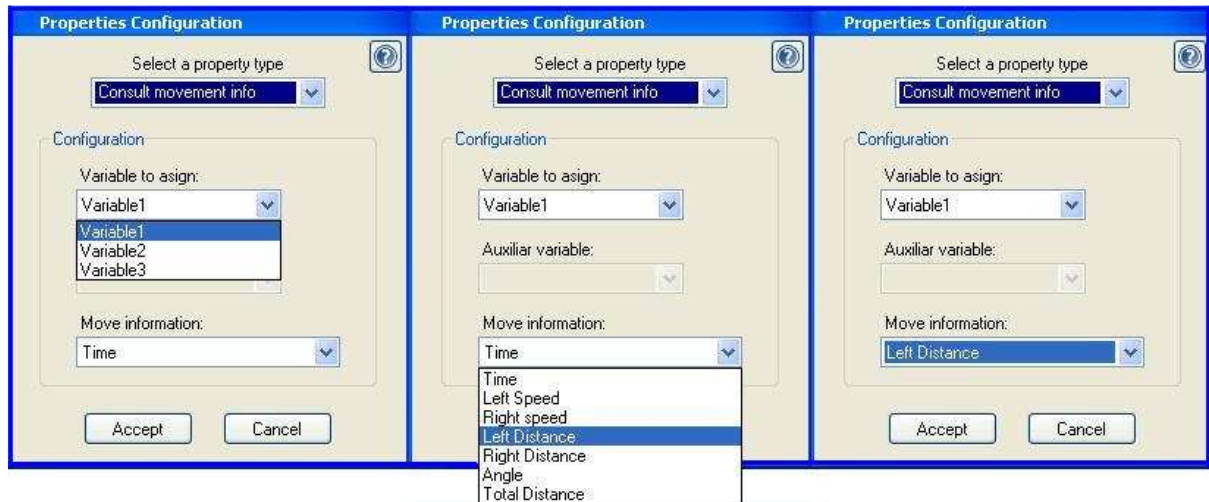 Properties Configuration
Select a property type
Consult movement info
Configuration
Variable to asign:
Variable1
Variable1
Variable2
Variable3
Move information:
Time
Accept
Cancel
Properties Configuration
Select a property type
Consult movement info
Configuration
Variable to asign:
Variable1
Auxiliar variable:
Move information:
Time
Time
Left Speed
Right speed
Left Distance
Right Distance
Angle
Total Distance
Properties Configuration
Select a property type
Consult movement info
Configuration
Variable to asign:
Variable1
Auxiliar variable:
Move information:
Left Distance
Accept
Cancel